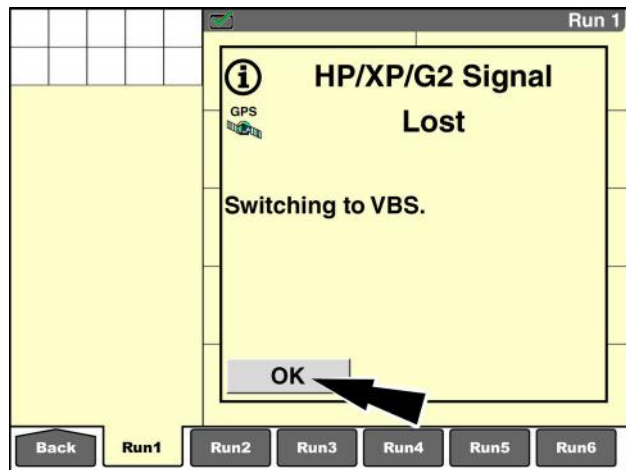 Run 1
HP/XP/G2 Signal
GPS
Lost
Switching to VBS.
OK
Back Run1 Run2 Run3 Run4 Run5 Run6